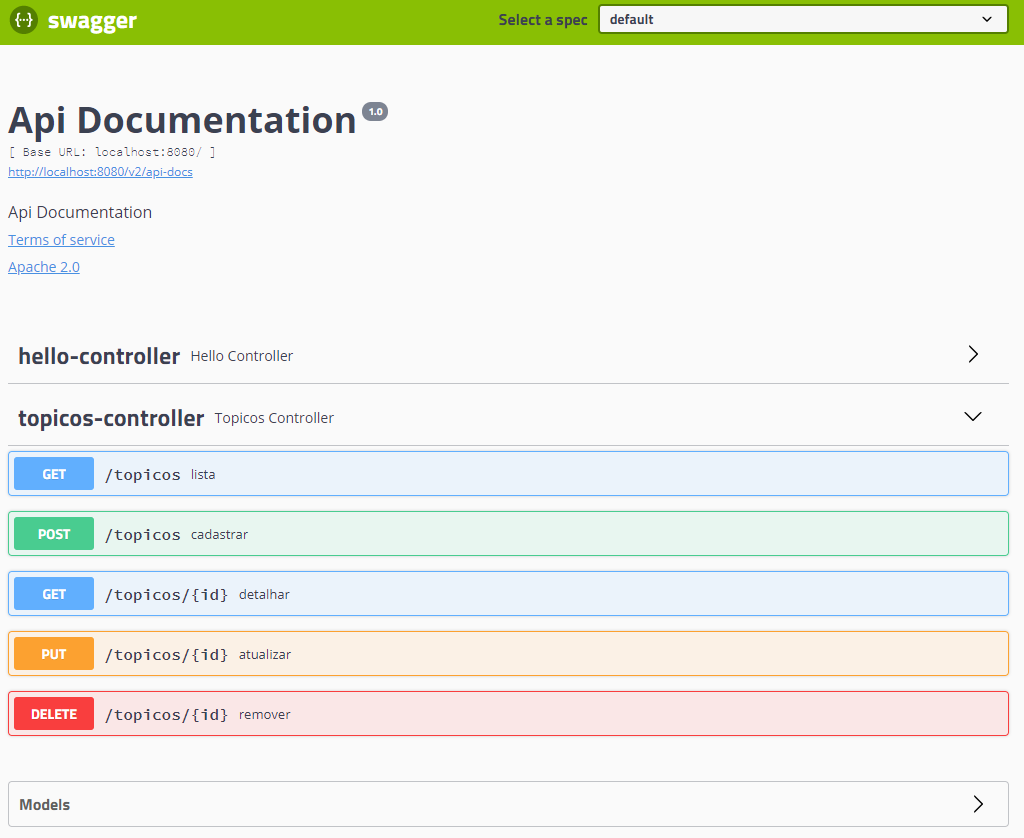 {···} swagger Select a spec default
Api Documentation 1.0
[ Base URL: localhost:8080/ ]
http://localhost:8080/v2/api-docs
Api Documentation
Terms of service
Apache 2.0
hello-controller Hello Controller
topicos-controller Topicos Controller
GET /topicos lista
POST /topicos cadastrar
GET /topicos/{id} detalhar
PUT /topicos/{id} atualizar
DELETE /topicos/{id} remover
Models